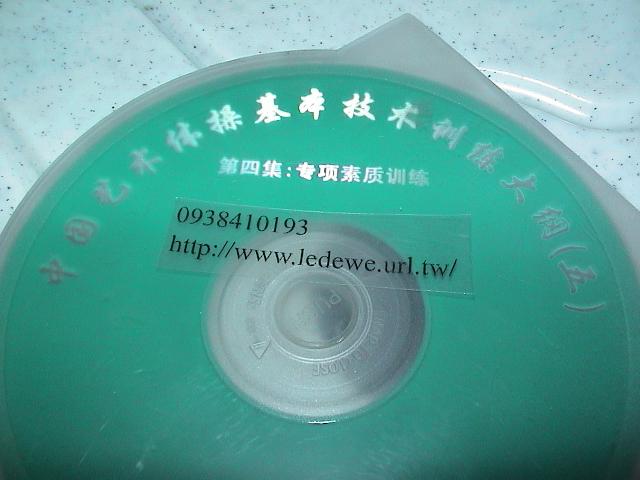 中国艺术体操基本技术训练大纲(五)
第四集:专项素质训练
0938410193
http://www.ledewe.url.tw/